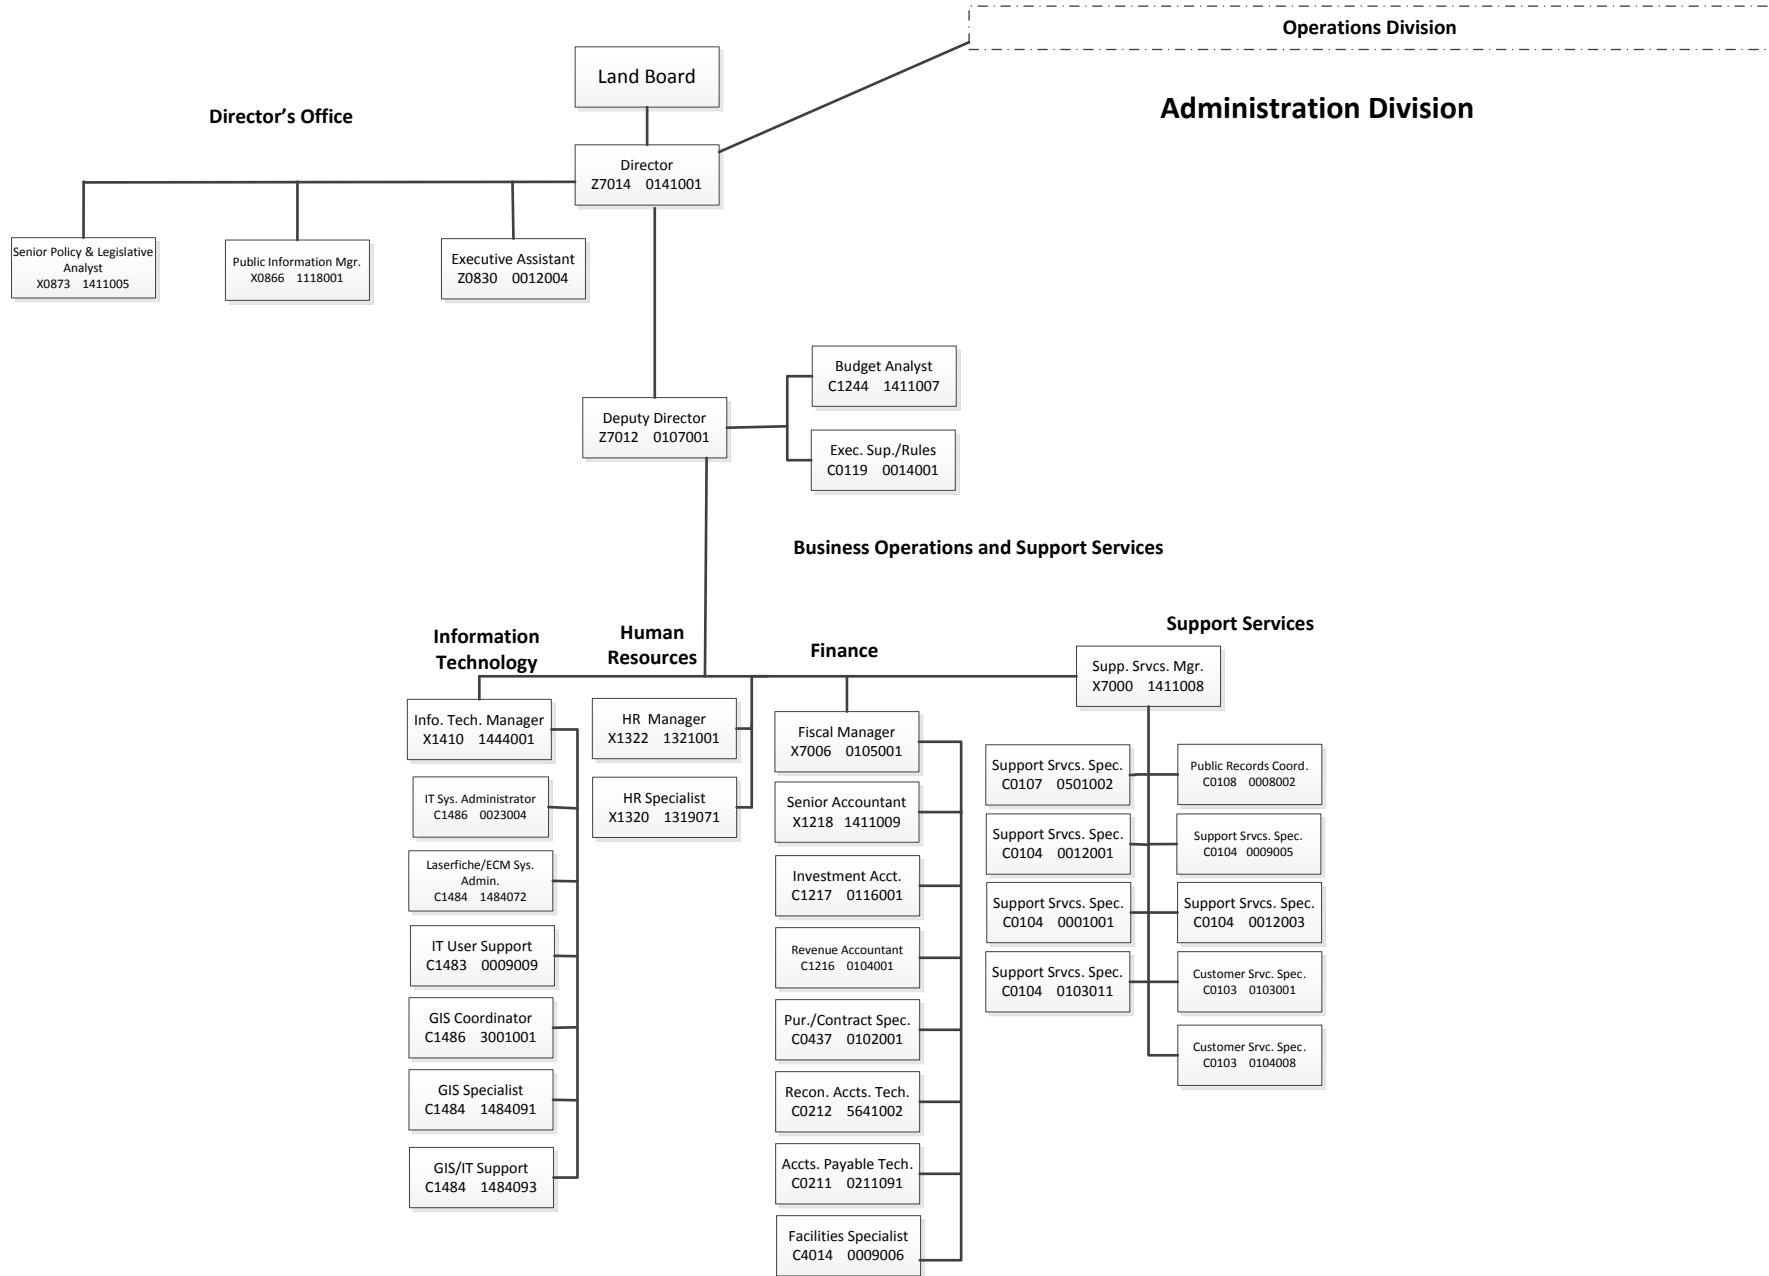 Operations Division
Land Board
Administration Division
Director’s Office
Director
Z7014 0141001
Senior Policy & Legislative
Analyst
X0873 1411005
Public Information Mgr.
X0866 1118001
Executive Assistant
Z0830 0012004
Budget Analyst
C1244 1411007
Deputy Director
Z7012 0107001
Exec. Sup./Rules
C0119 0014001
Business Operations and Support Services
Information
Technology
Human
Resources
Finance
Support Services
Supp. Srvcs. Mgr.
X7000 1411008
Info. Tech. Manager
X1410 1444001
IT Sys. Administrator
C1486 0023004
Laserfiche/ECM Sys.
Admin.
C1484 1484072
IT User Support
C1483 0009009
GIS Coordinator
C1486 3001001
GIS Specialist
C1484 1484091
GIS/IT Support
C1484 1484093
HR Manager
X1322 1321001
HR Specialist
X1320 1319071
Fiscal Manager
X7006 0105001
Senior Accountant
X1218 1411009
Investment Acct.
C1217 0116001
Revenue Accountant
C1216 0104001
Pur./Contract Spec.
C0437 0102001
Recon. Accts. Tech.
C0212 5641002
Accts. Payable Tech.
C0211 0211091
Facilities Specialist
C4014 0009006
Support Srvcs. Spec.
C0107 0501002
Public Records Coord.
C0108 0008002
Support Srvcs. Spec.
C0104 0012001
Support Srvcs. Spec.
C0104 0009005
Support Srvcs. Spec.
C0104 0001001
Support Srvcs. Spec.
C0104 0012003
Support Srvcs. Spec.
C0104 0103011
Customer Srvc. Spec.
C0103 0103001
Customer Srvc. Spec.
C0103 0104008